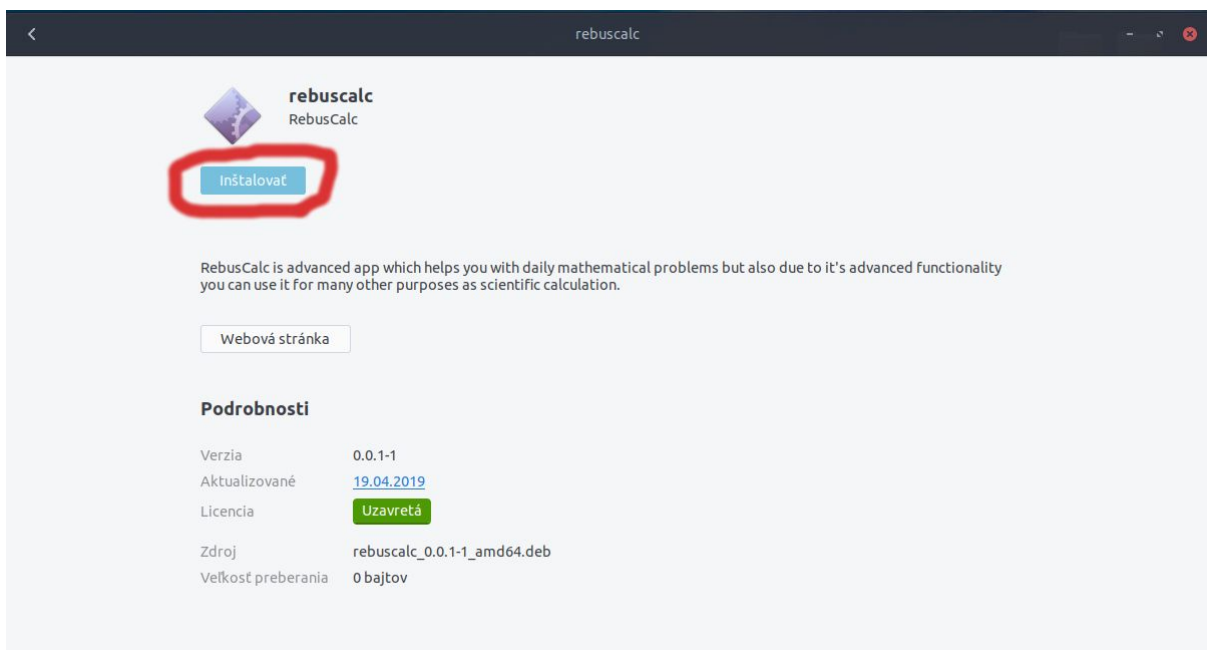 rebuscalc
rebuscalc
RebusCalc
Inštalovať
RebusCalc is advanced app which helps you with daily mathematical problems but also due to it's advanced functionality
you can use it for many other purposes as scientific calculation.
Webová stránka
Podrobnosti
Verzia 0.0.1-1
Aktualizované 19.04.2019
Licencia Uzavretá
Zdroj rebuscalc_0.0.1-1_amd64.deb
Veľkosť preberania 0 bajtov